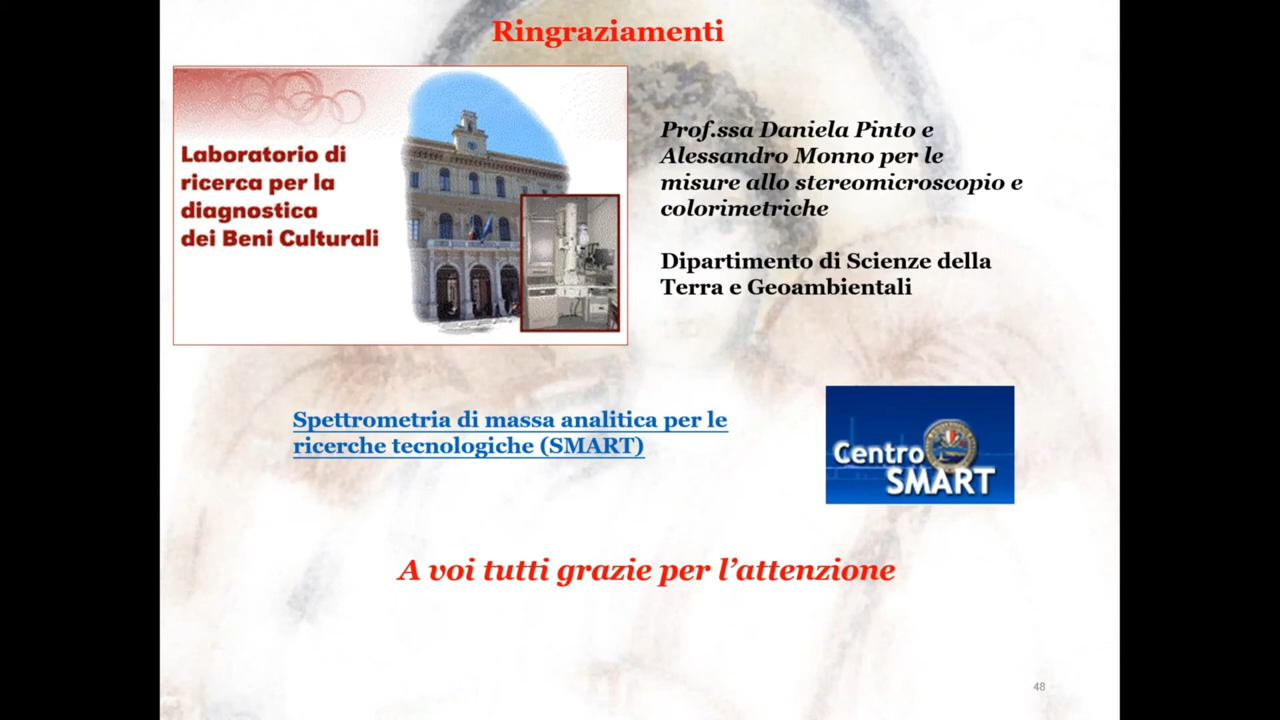 Ringraziamenti
Laboratorio di
ricerca per la
diagnostica
dei Beni Culturali
Prof.ssa Daniela Pinto e
Alessandro Monno per le
misure allo stereomicroscopio e
colorimetriche
Dipartimento di Scienze della
Terra e Geoambientali
Spettrometria di massa analitica per le
ricerche tecnologiche (SMART)
Centro
SMART
A voi tutti grazie per l’attenzione
48